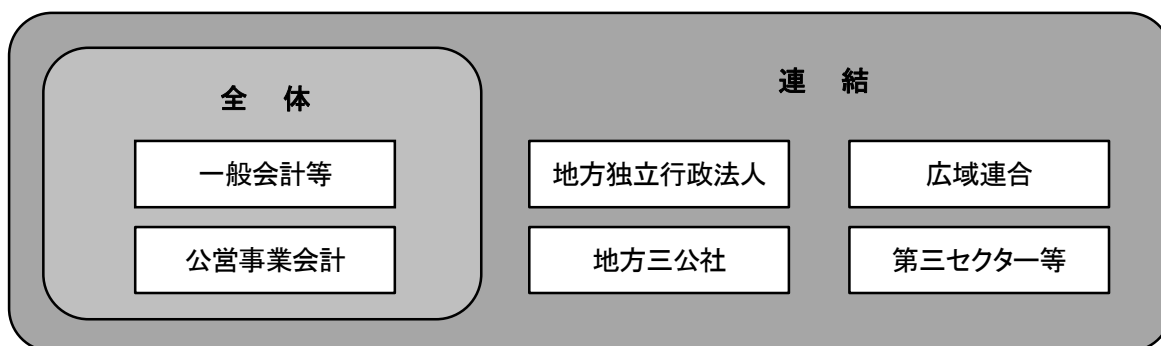 全 体
一般会計等
公営事業会計
連 結
地方独立行政法人
広域連合
地方三公社
第三セクター等